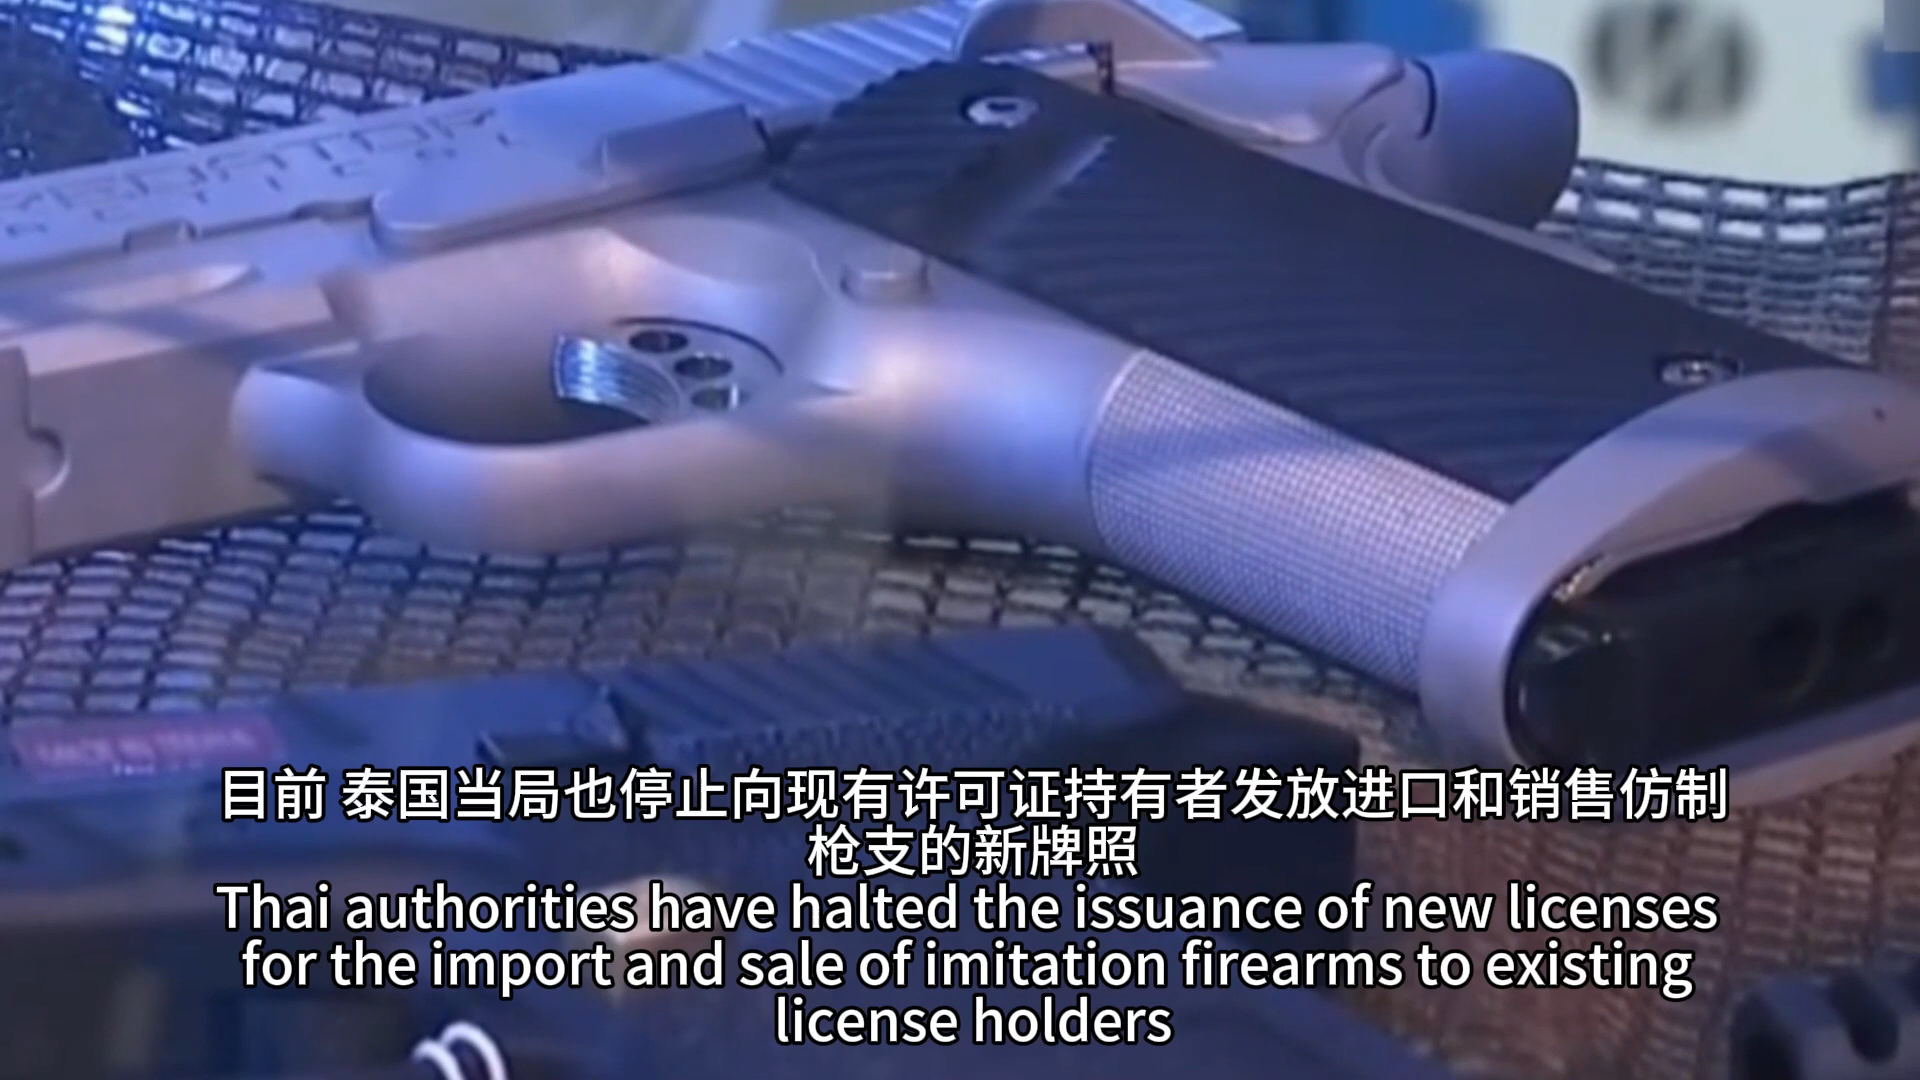 目前 泰国当局也停止向现有许可证持有者发放进口和销售仿制
枪支的新牌照
Thai authorities have halted the issuance of new licenses
for the import and sale of imitation firearms to existing
license holders